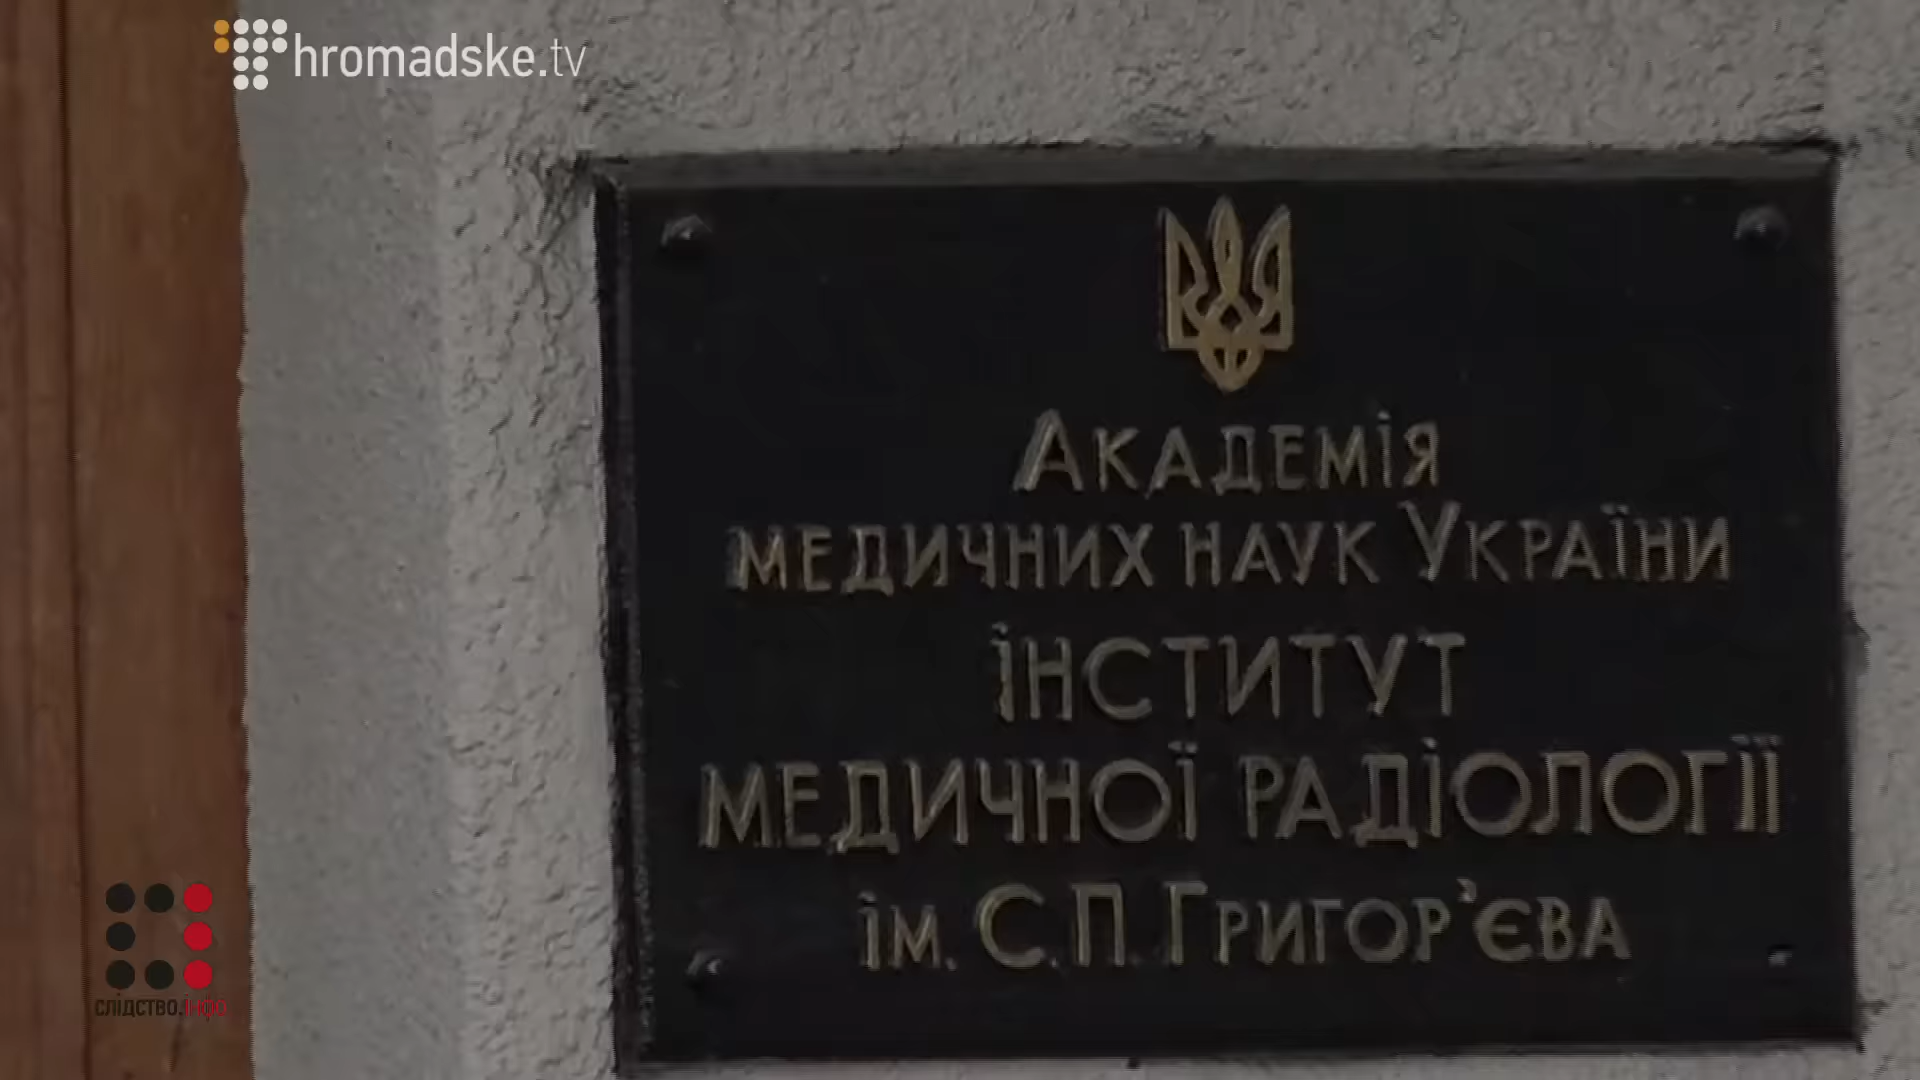 hromadske.tv
Академія
медичних наук України
інститут
медичної радіології
ім. С.П. Григор'єва
слідство.інфо